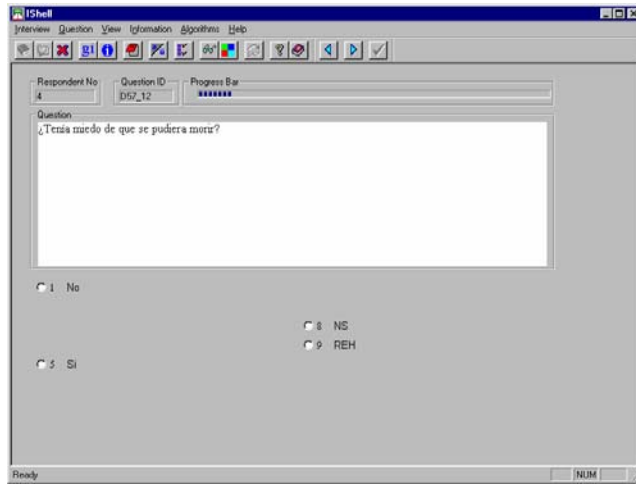 IShell
Interview Question View Information Algorithms Help
Respondent No
Question ID
Progress Bar
4
D57_12
Question
¿Tenía miedo de que se pudiera morir?
1 No
8 NS
9 REH
5 Si
Ready
NUM